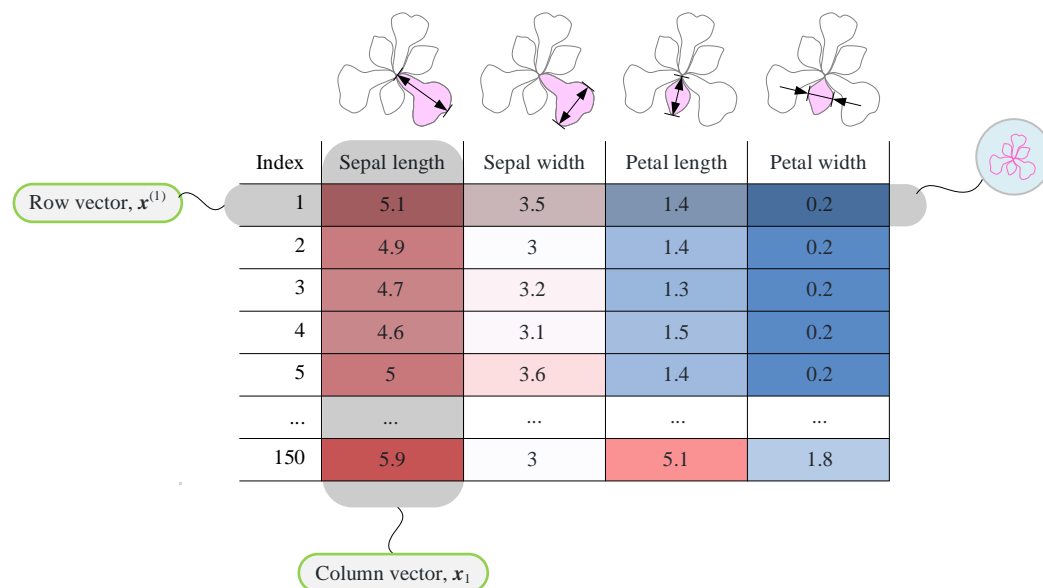 Index Sepal length Sepal width Petal length Petal width
Row vector, x⁽¹⁾
1 5.1 3.5 1.4 0.2
2 4.9 3 1.4 0.2
3 4.7 3.2 1.3 0.2
4 4.6 3.1 1.5 0.2
5 5 3.6 1.4 0.2
... ... ... ... ...
150 5.9 3 5.1 1.8
Column vector, x₁